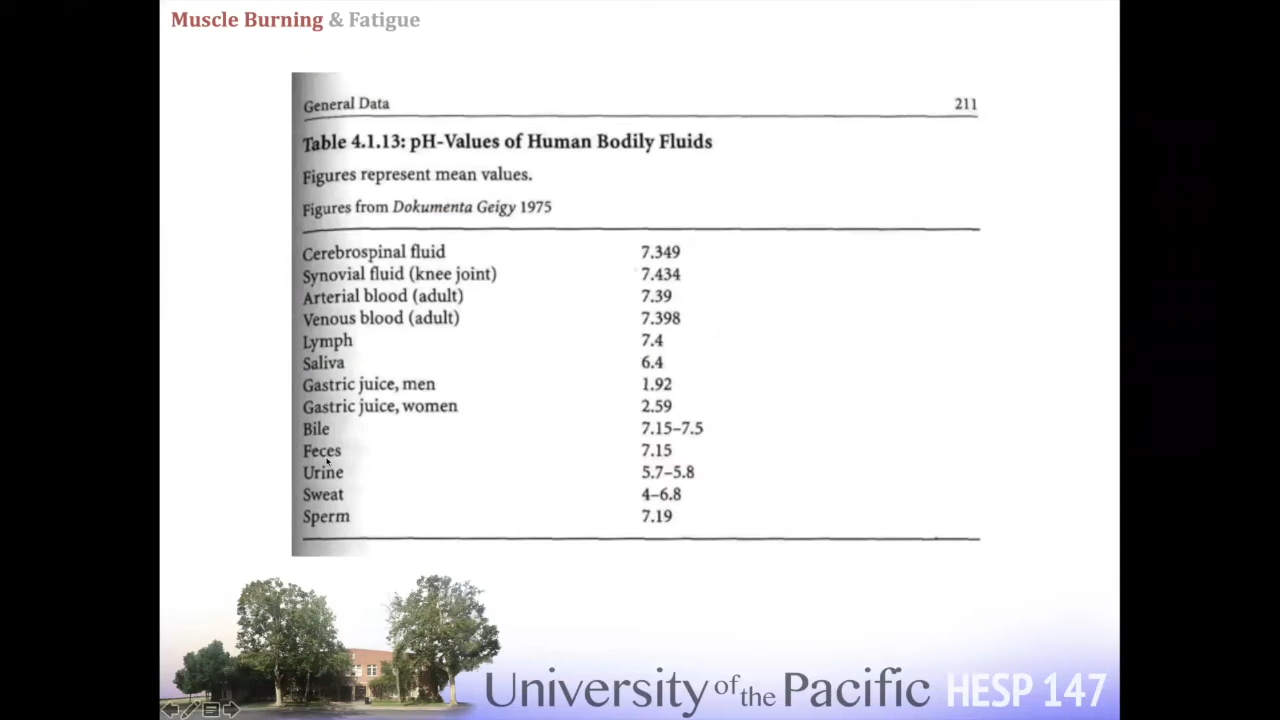 Muscle Burning & Fatigue
General Data 211
Table 4.1.13: pH-Values of Human Bodily Fluids
Figures represent mean values.
Figures from Dokumenta Geigy 1975
Cerebrospinal fluid 7.349
Synovial fluid (knee joint) 7.434
Arterial blood (adult) 7.39
Venous blood (adult) 7.398
Lymph 7.4
Saliva 6.4
Gastric juice, men 1.92
Gastric juice, women 2.59
Bile 7.15–7.5
Feces 7.15
Urine 5.7–5.8
Sweat 4–6.8
Sperm 7.19
University of the Pacific HESP 147